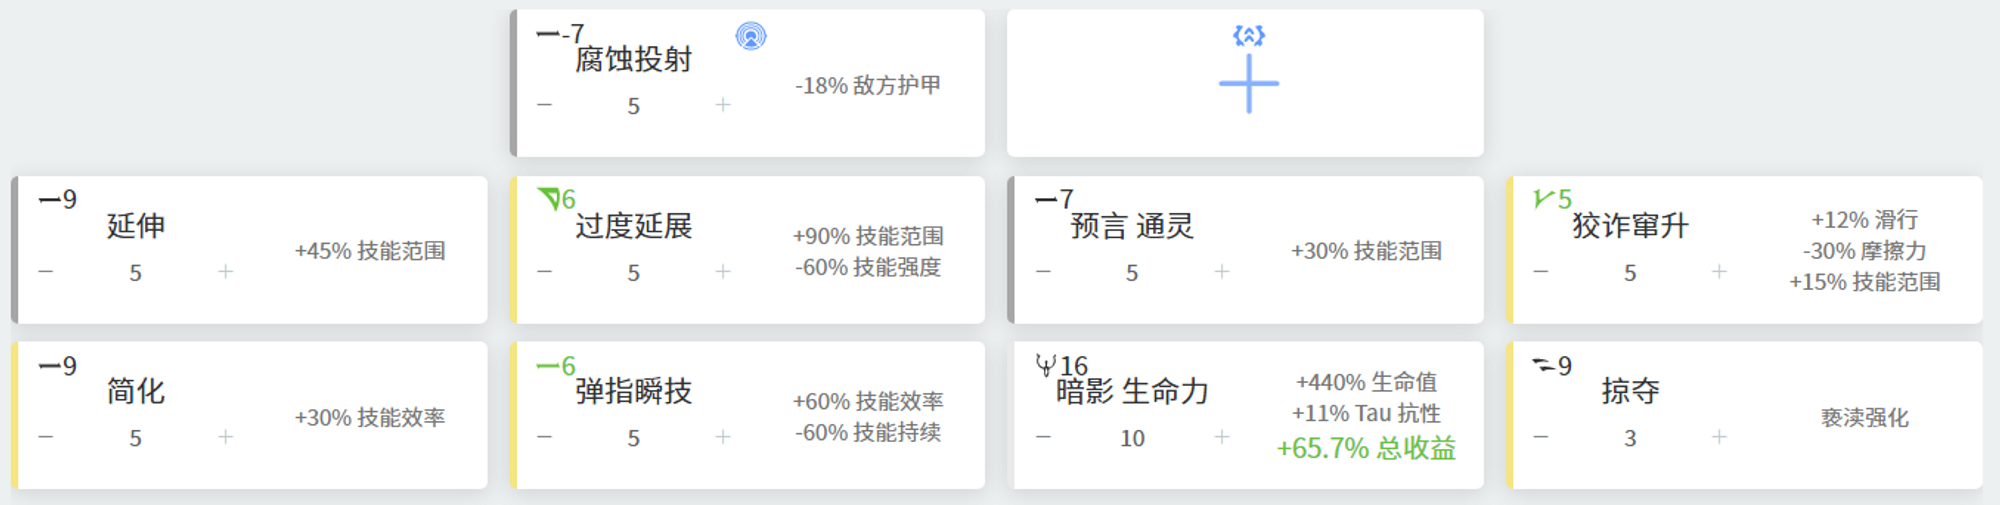 -7
腐蚀投射
-18% 敌方护甲
− 5 +
9
延伸
+45% 技能范围
− 5 +
6
过度延展
+90% 技能范围
-60% 技能强度
− 5 +
7
预言 通灵
+30% 技能范围
− 5 +
5
狡诈窜升
+12% 滑行
-30% 摩擦力
+15% 技能范围
− 5 +
9
简化
+30% 技能效率
− 5 +
6
弹指瞬技
+60% 技能效率
-60% 技能持续
− 5 +
16
暗影 生命力
+440% 生命值
+11% Tau 抗性
+65.7% 总收益
− 10 +
9
掠夺
亵渎强化
− 3 +